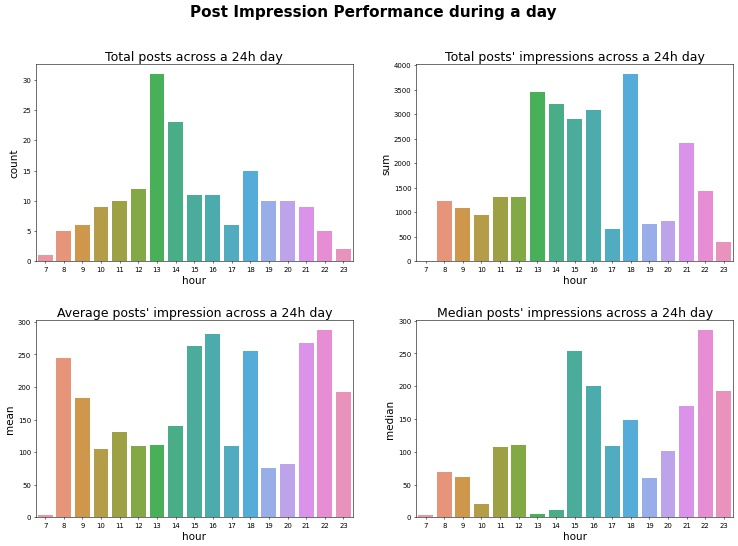 Post Impression Performance during a day
Total posts across a 24h day
count
30
25
20
15
10
5
0
7 8 9 10 11 12 13 14 15 16 17 18 19 20 21 22 23
hour
Total posts' impressions across a 24h day
sum
4000
3500
3000
2500
2000
1500
1000
500
0
7 8 9 10 11 12 13 14 15 16 17 18 19 20 21 22 23
hour
Average posts' impression across a 24h day
mean
300
250
200
150
100
50
0
7 8 9 10 11 12 13 14 15 16 17 18 19 20 21 22 23
hour
Median posts' impressions across a 24h day
median
300
250
200
150
100
50
0
7 8 9 10 11 12 13 14 15 16 17 18 19 20 21 22 23
hour